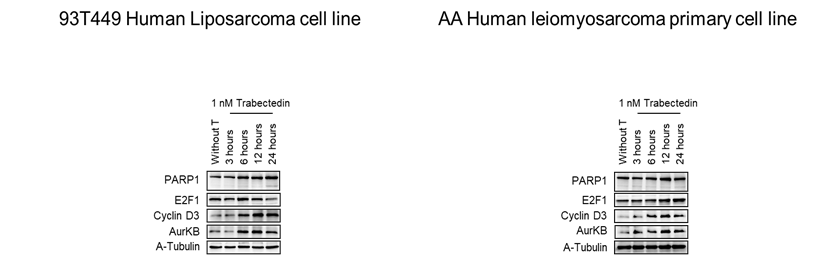 93T449 Human Liposarcoma cell line
1 nM Trabectedin
Without T
3 hours
6 hours
12 hours
24 hours
PARP1
E2F1
Cyclin D3
AurKB
A-Tubulin
AA Human leiomyosarcoma primary cell line
1 nM Trabectedin
Without T
3 hours
6 hours
12 hours
24 hours
PARP1
E2F1
Cyclin D3
AurKB
A-Tubulin